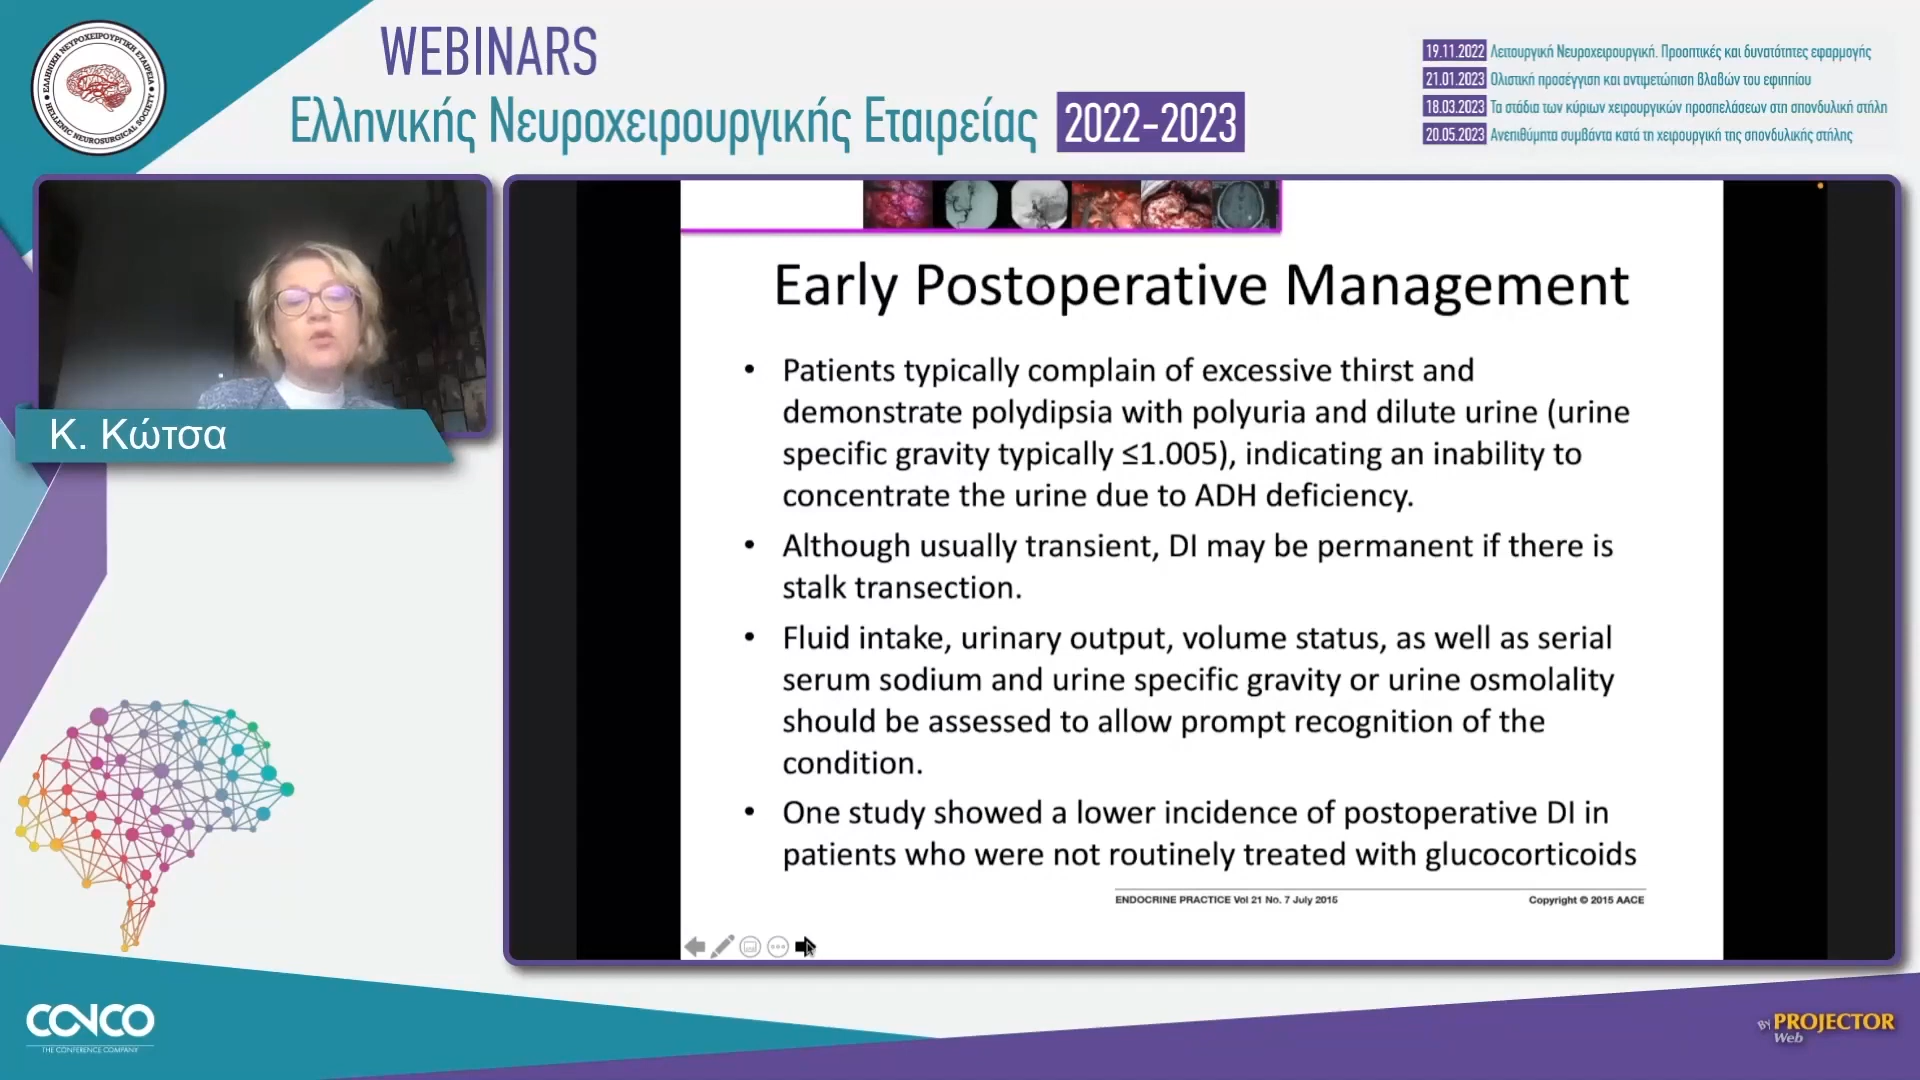 ΕΛΛΗΝΙΚΗ ΝΕΥΡΟΧΕΙΡΟΥΡΓΙΚΗ ΕΤΑΙΡΕΙΑ
HELLENIC NEUROSURGICAL SOCIETY
WEBINARS
Ελληνικής Νευροχειρουργικής Εταιρείας 2022-2023
19.11.2022 Λειτουργική Νευροχειρουργική. Προοπτικές και δυνατότητες εφαρμογής
21.01.2023 Ολιστική προσέγγιση και αντιμετώπιση βλαβών του εφιππίου
18.03.2023 Τα στάδια των κύριων χειρουργικών προσπελάσεων στη σπονδυλική στήλη
20.05.2023 Ανεπιθύμητα συμβάντα κατά τη χειρουργική της σπονδυλικής στήλης
Κ. Κώτσα
Early Postoperative Management
• Patients typically complain of excessive thirst and
demonstrate polydipsia with polyuria and dilute urine (urine
specific gravity typically ≤1.005), indicating an inability to
concentrate the urine due to ADH deficiency.
• Although usually transient, DI may be permanent if there is
stalk transection.
• Fluid intake, urinary output, volume status, as well as serial
serum sodium and urine specific gravity or urine osmolality
should be assessed to allow prompt recognition of the
condition.
• One study showed a lower incidence of postoperative DI in
patients who were not routinely treated with glucocorticoids
ENDOCRINE PRACTICE Vol 21 No. 7 July 2015 Copyright © 2015 AACE
CONCO
THE CONFERENCE COMPANY
By PROJECTOR
Web